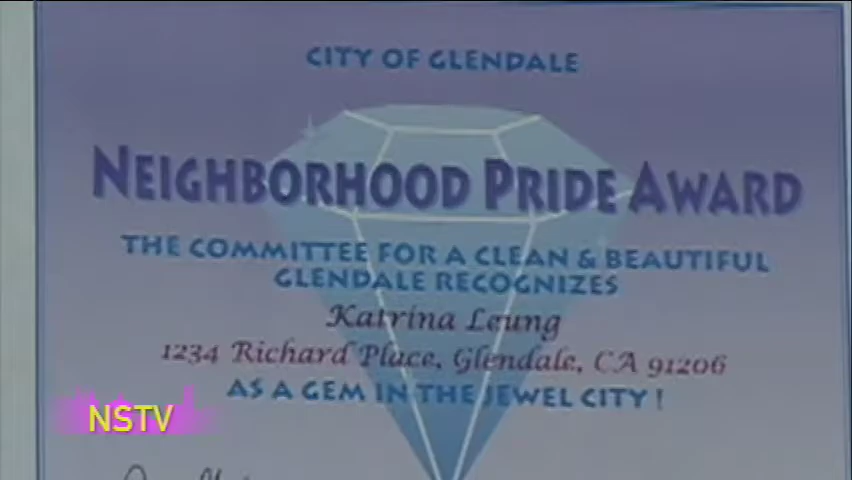 CITY OF GLENDALE
NEIGHBORHOOD PRIDE AWARD
THE COMMITTEE FOR A CLEAN & BEAUTIFUL
GLENDALE RECOGNIZES
Katrina Leung
1234 Richard Place, Glendale, CA 91206
AS A GEM IN THE JEWEL CITY !
NSTV